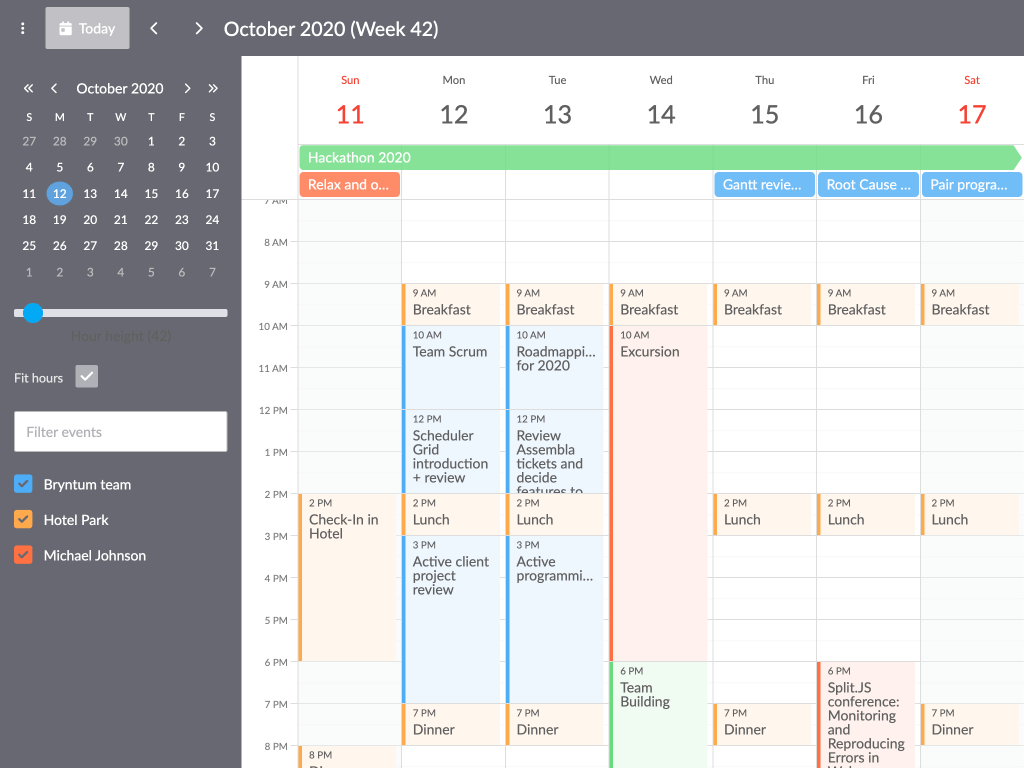 Today
October 2020 (Week 42)
October 2020
S M T W T F S
27 28 29 30 1 2 3
4 5 6 7 8 9 10
11 12 13 14 15 16 17
18 19 20 21 22 23 24
25 26 27 28 29 30 31
1 2 3 4 5 6 7
Hour height (42)
Fit hours
Filter events
Bryntum team
Hotel Park
Michael Johnson
Sun Mon Tue Wed Thu Fri Sat
11 12 13 14 15 16 17
Hackathon 2020
Relax and o... Gantt revie... Root Cause ... Pair progra...
7 AM
8 AM
9 AM
10 AM
11 AM
12 PM
1 PM
2 PM
3 PM
4 PM
5 PM
6 PM
7 PM
8 PM
2 PM
Check-In in
Hotel
8 PM
9 AM
Breakfast
10 AM
Team Scrum
12 PM
Scheduler
Grid
introduction
+ review
2 PM
Lunch
3 PM
Active client
project
review
7 PM
Dinner
9 AM
Breakfast
10 AM
Roadmappi...
for 2020
12 PM
Review
Assembla
tickets and
decide
features to
2 PM
Lunch
3 PM
Active
programmi...
7 PM
Dinner
9 AM
Breakfast
10 AM
Excursion
6 PM
Team
Building
9 AM
Breakfast
2 PM
Lunch
7 PM
Dinner
9 AM
Breakfast
2 PM
Lunch
6 PM
Split.JS
conference:
Monitoring
and
Reproducing
Errors in
9 AM
Breakfast
2 PM
Lunch
7 PM
Dinner